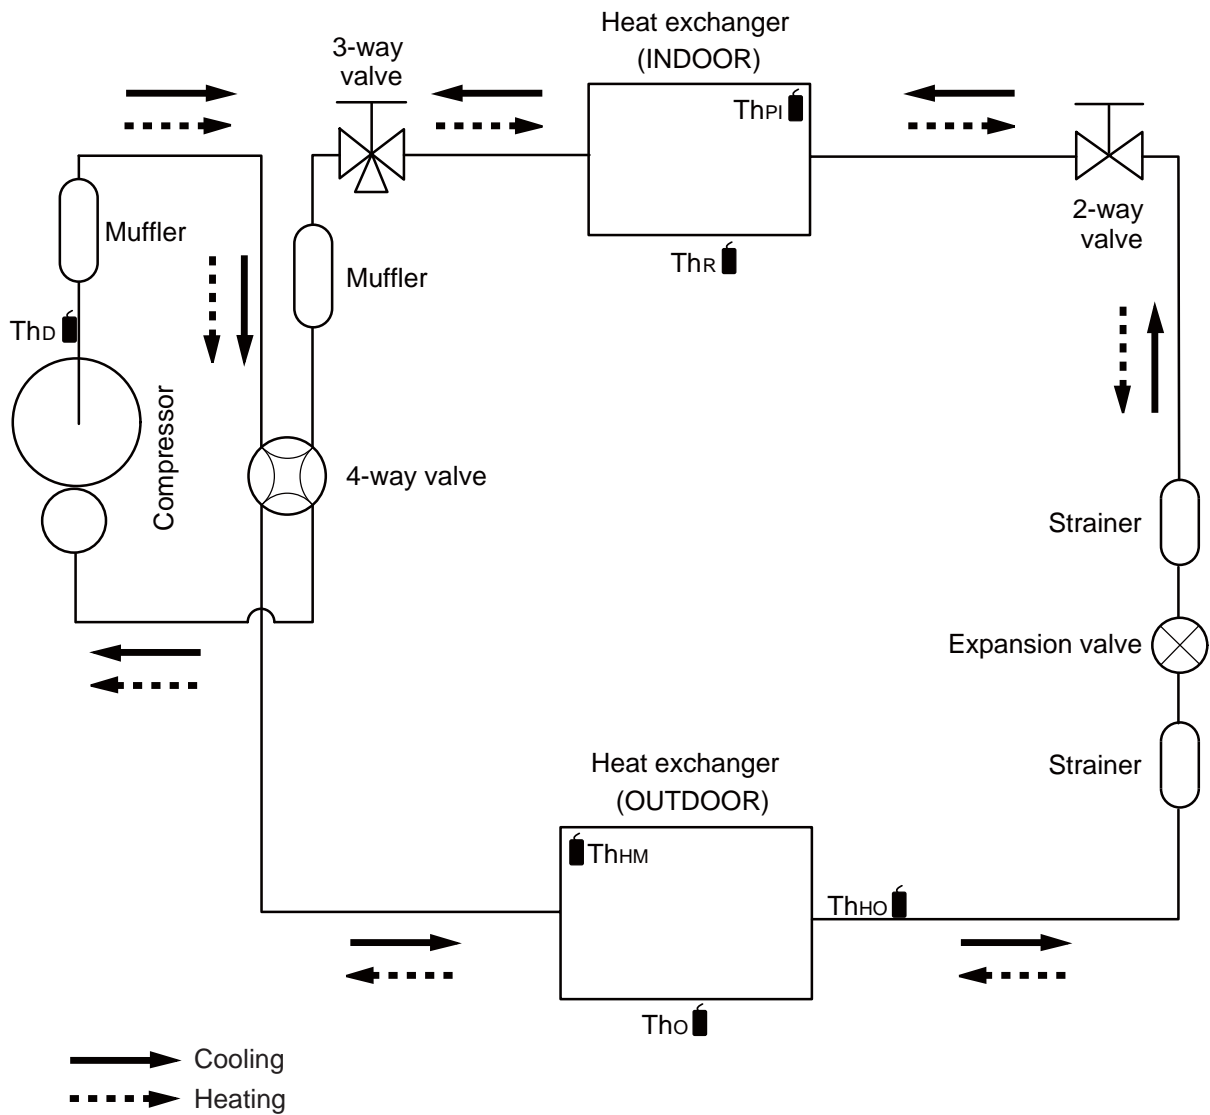 Heat exchanger
(INDOOR)
3-way
valve
ThPI
Muffler
2-way
valve
ThR
Muffler
ThD
Compressor
4-way valve
Strainer
Expansion valve
Heat exchanger
(OUTDOOR)
Strainer
ThHM
ThHO
ThO
Cooling
Heating